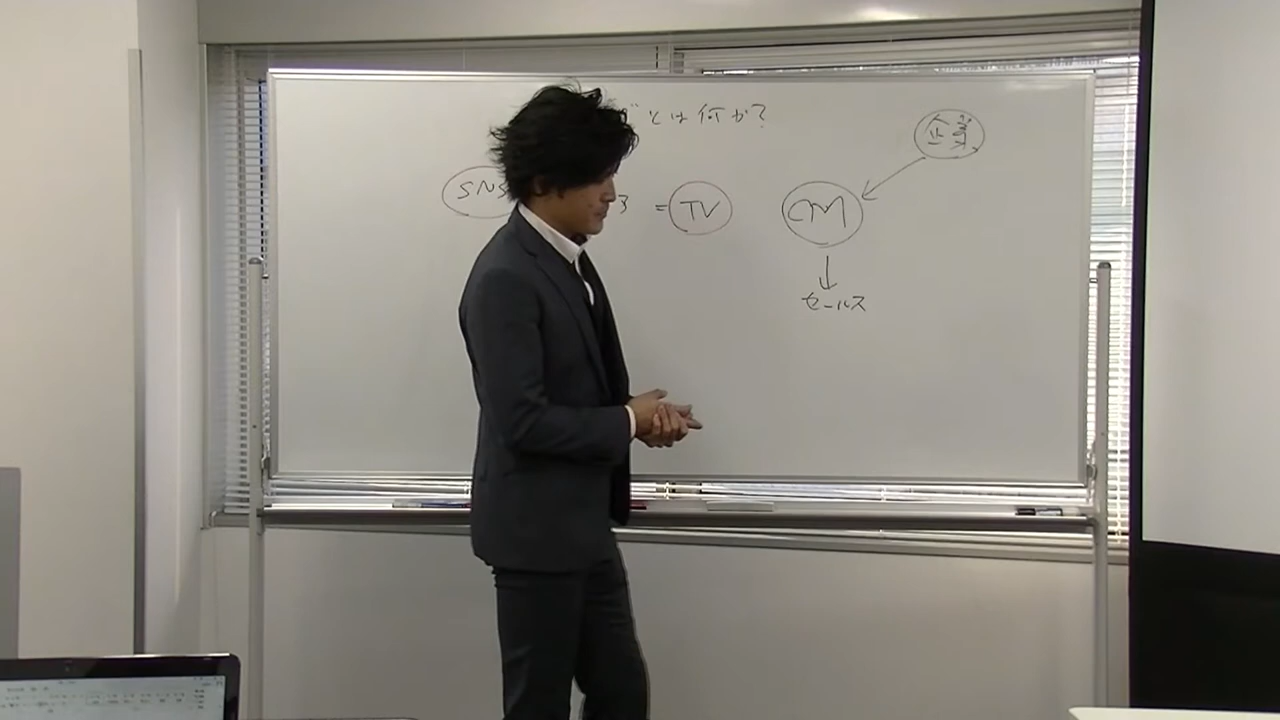 とは何か?
企業
SNS = TV CM
セールス